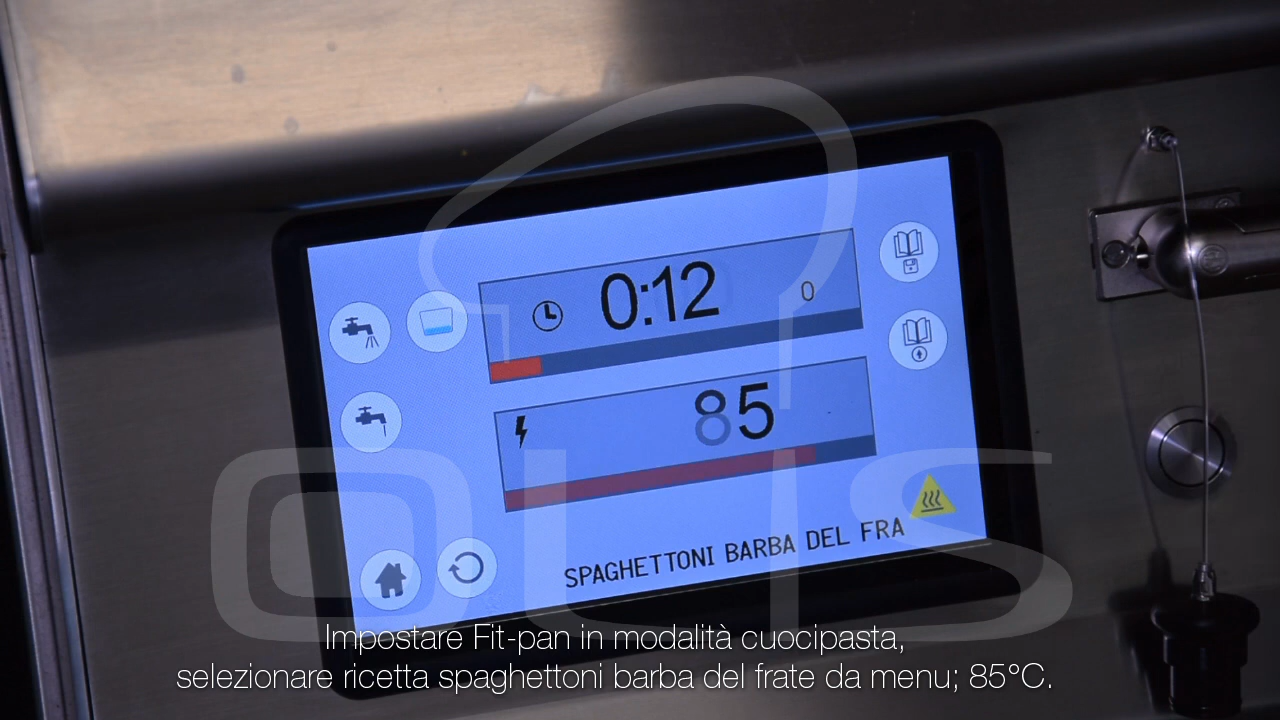 0:12
0
85
SPAGHETTONI BARBA DEL FRA
OLIS
Impostare Fit-pan in modalità cuocipasta,
selezionare ricetta spaghettoni barba del frate da menu; 85°C.